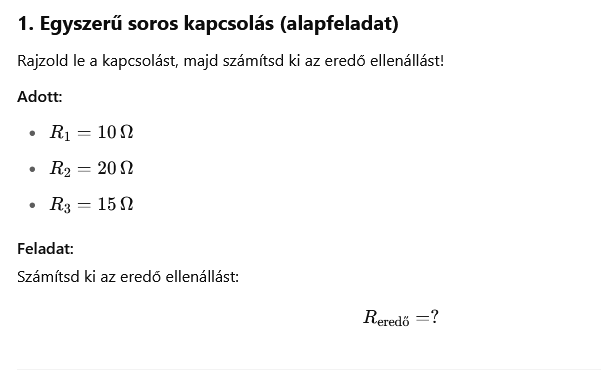 1. Egyszerű soros kapcsolás (alapfeladat)
Rajzold le a kapcsolást, majd számítsd ki az eredő ellenállást!
Adott:
• R₁ = 10 Ω
• R₂ = 20 Ω
• R₃ = 15 Ω
Feladat:
Számítsd ki az eredő ellenállást:
R_eredő =?